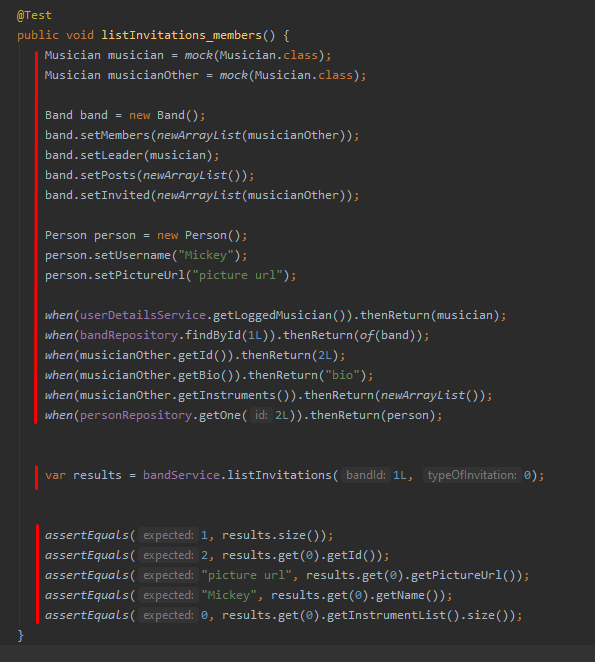 @Test
public void listInvitations_members() {
Musician musician = mock(Musician.class);
Musician musicianOther = mock(Musician.class);
Band band = new Band();
band.setMembers(newArrayList(musicianOther));
band.setLeader(musician);
band.setPosts(newArrayList());
band.setInvited(newArrayList(musicianOther));
Person person = new Person();
person.setUsername("Mickey");
person.setPictureUrl("picture url");
when(userDetailsService.getLoggedMusician()).thenReturn(musician);
when(bandRepository.findById(1L)).thenReturn(of(band));
when(musicianOther.getId()).thenReturn(2L);
when(musicianOther.getBio()).thenReturn("bio");
when(musicianOther.getInstruments()).thenReturn(newArrayList());
when(personRepository.getOne( id: 2L)).thenReturn(person);
var results = bandService.listInvitations( bandId: 1L, typeOfInvitation: 0);
assertEquals( expected: 1, results.size());
assertEquals( expected: 2, results.get(0).getId());
assertEquals( expected: "picture url", results.get(0).getPictureUrl());
assertEquals( expected: "Mickey", results.get(0).getName());
assertEquals( expected: 0, results.get(0).getInstrumentList().size());
}